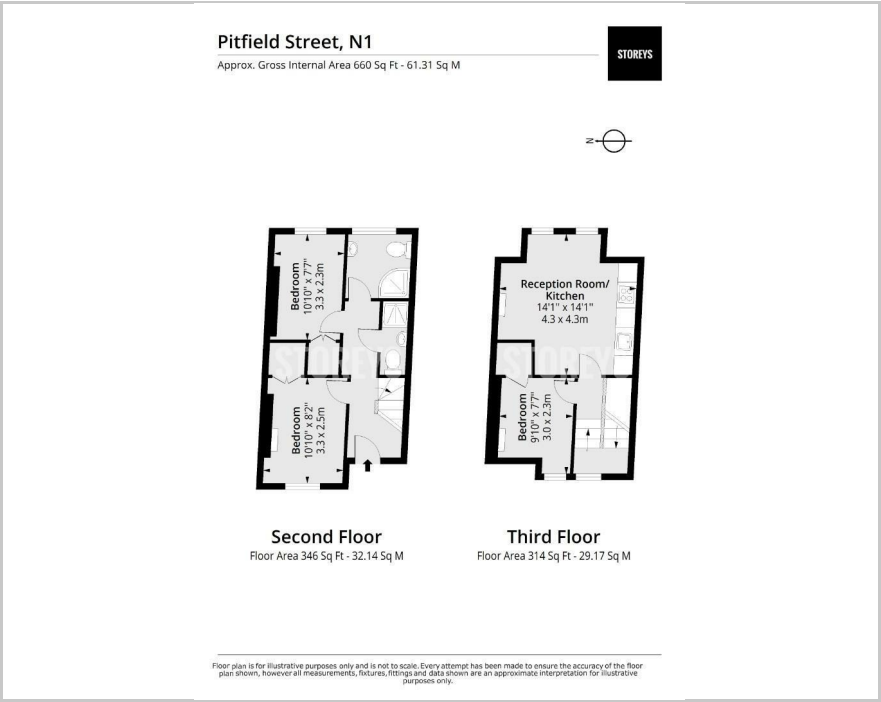 Pitfield Street, N1
Approx. Gross Internal Area 660 Sq Ft - 61.31 Sq M
STOREYS
N
Bedroom
10'10" x 7'7"
3.3 x 2.3m
STOREYS
Bedroom
10'10" x 8'2"
3.3 x 2.5m
Reception Room/
Kitchen
14'1" x 14'1"
4.3 x 4.3m
STOREYS
Bedroom
9'10" x 7'7"
3.0 x 2.3m
Second Floor
Floor Area 346 Sq Ft - 32.14 Sq M
Third Floor
Floor Area 314 Sq Ft - 29.17 Sq M
Floor plan is for illustrative purposes only and is not to scale. Every attempt has been made to ensure the accuracy of the floor
plan shown, however all measurements, fixtures, fittings and data shown are an approximate interpretation for illustrative
purposes only.